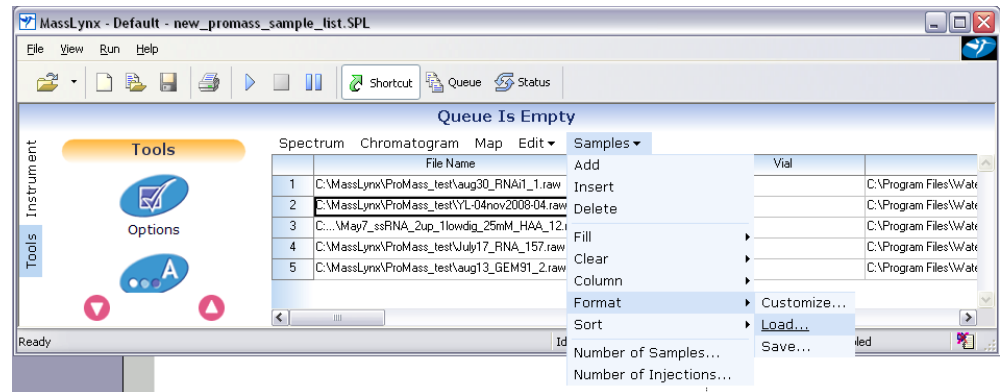 MassLynx - Default - new_promass_sample_list.SPL
File View Run Help
Shortcut Queue Status
Queue Is Empty
Instrument
Tools
Tools
Options
A
Spectrum Chromatogram Map Edit Samples
File Name Vial
1 C:\MassLynx\ProMass_test\aug30_RNAi1_1.raw C:\Program Files\Wate
2 C:\MassLynx\ProMass_test\YL-04nov2008-04.raw C:\Program Files\Wate
3 C:...\May7_ssRNA_2up_1lowdig_25mM_HAA_12.r C:\Program Files\Wate
4 C:\MassLynx\ProMass_test\July17_RNA_157.raw C:\Program Files\Wate
5 C:\MassLynx\ProMass_test\aug13_GEM91_2.raw C:\Program Files\Wate
Add
Insert
Delete
Fill
Clear
Column
Format
Sort
Number of Samples...
Number of Injections...
Customize...
Load...
Save...
Ready Id led